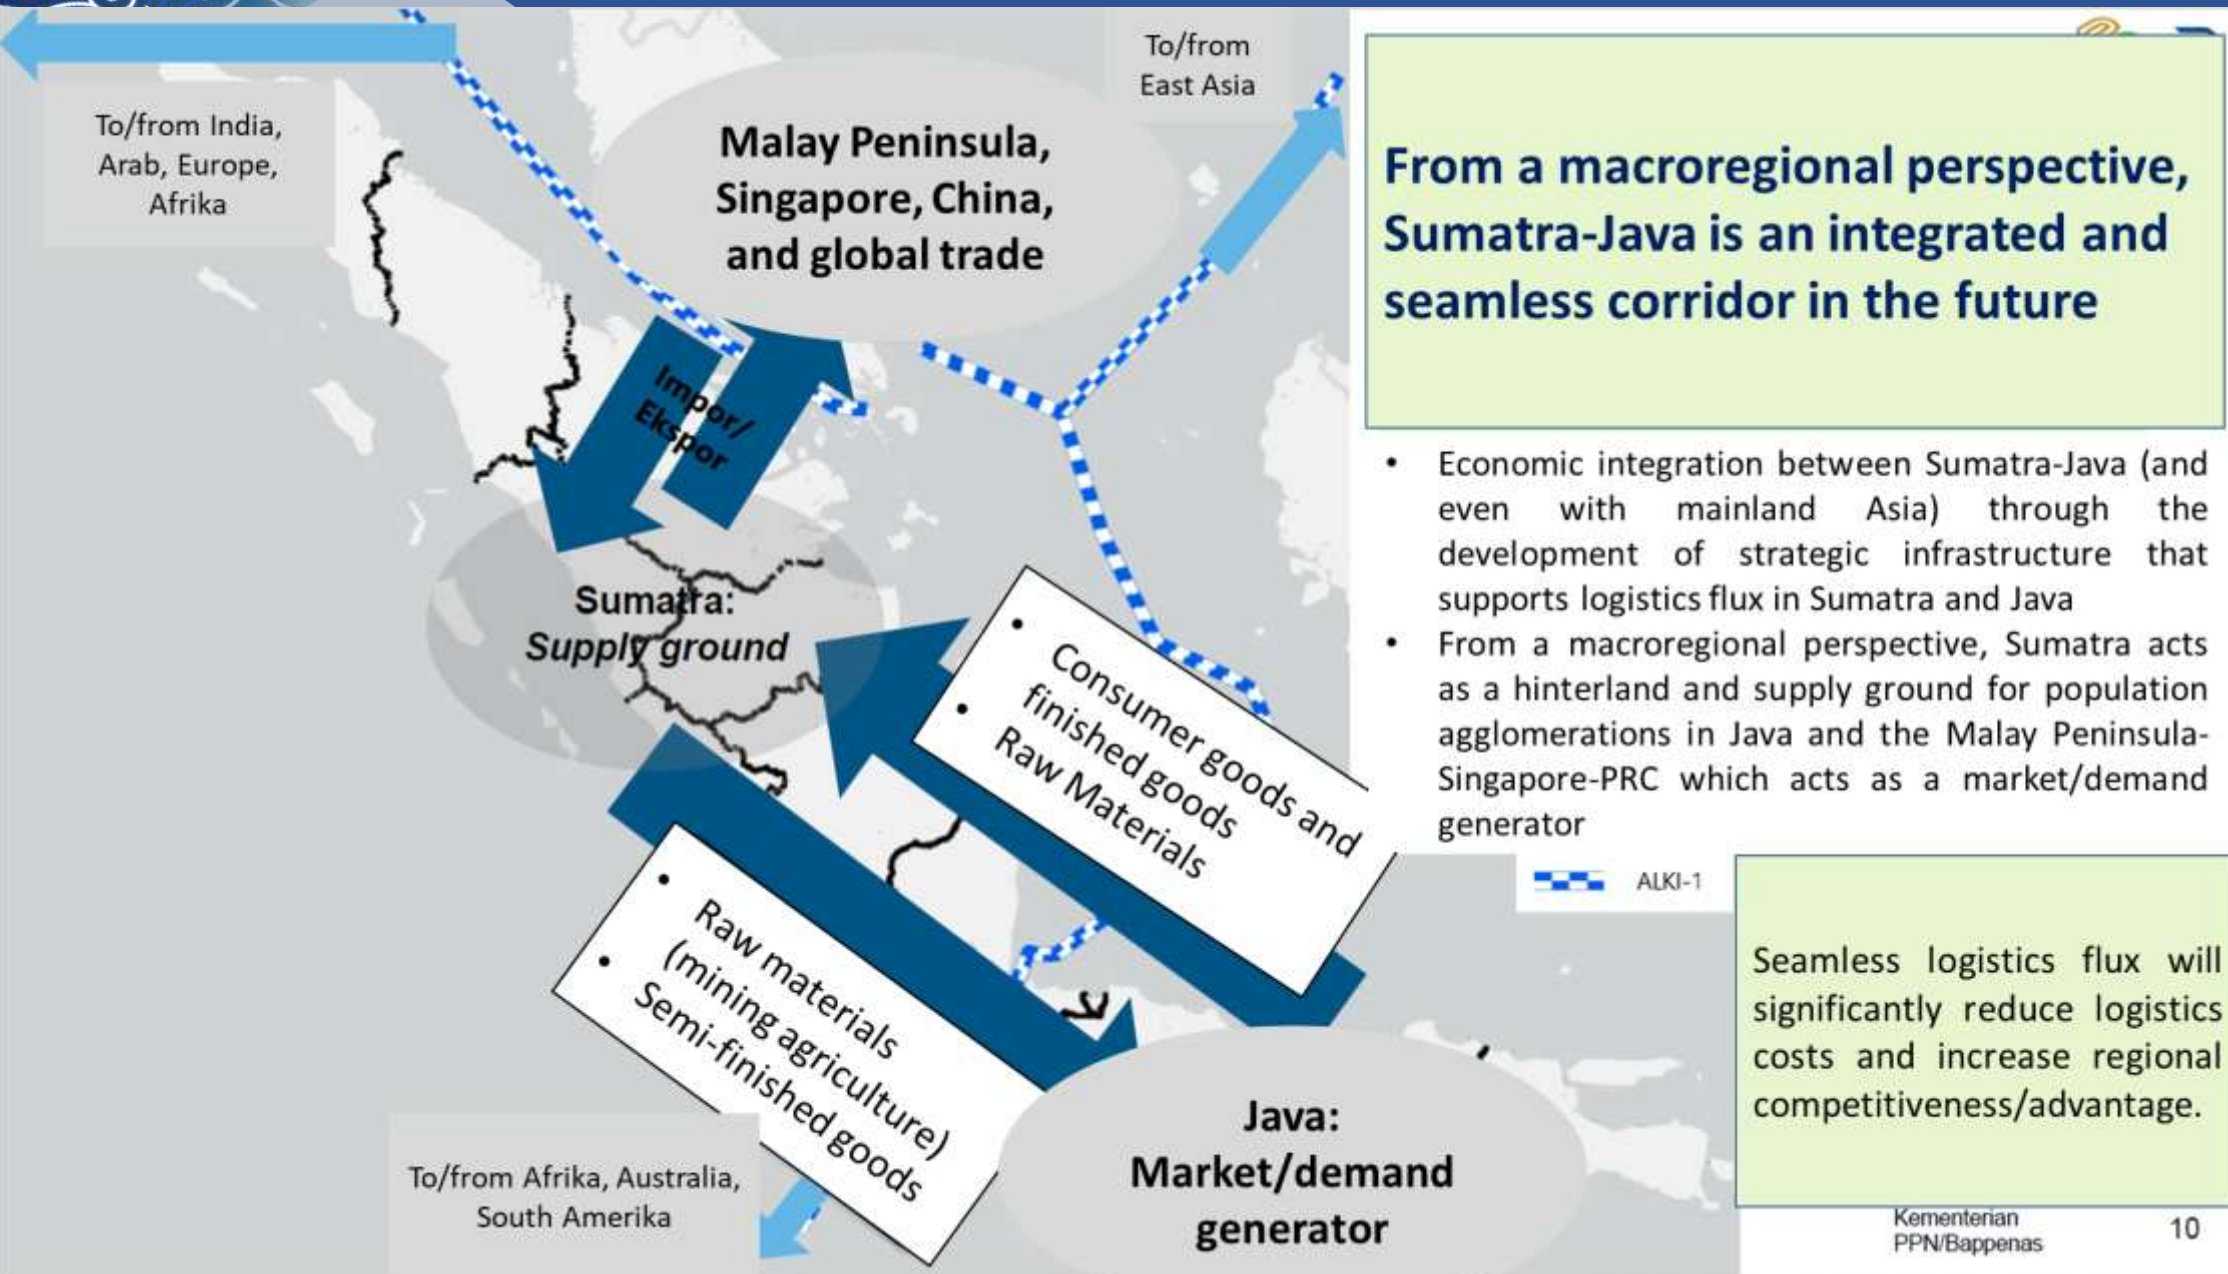 To/from India,
Arab, Europe,
Afrika
Malay Peninsula,
Singapore, China,
and global trade
To/from
East Asia
From a macroregional perspective,
Sumatra-Java is an integrated and
seamless corridor in the future
Impor/
Ekspor
Sumatra:
Supply ground
• Consumer goods and
finished goods
• Raw Materials
• Raw materials
(mining agriculture)
• Semi-finished goods
To/from Afrika, Australia,
South Amerika
Java:
Market/demand
generator
• Economic integration between Sumatra-Java (and
even with mainland Asia) through the
development of strategic infrastructure that
supports logistics flux in Sumatra and Java
• From a macroregional perspective, Sumatra acts
as a hinterland and supply ground for population
agglomerations in Java and the Malay Peninsula-
Singapore-PRC which acts as a market/demand
generator
ALKI-1
Seamless logistics flux will
significantly reduce logistics
costs and increase regional
competitiveness/advantage.
Kementerian
PPN/Bappenas
10